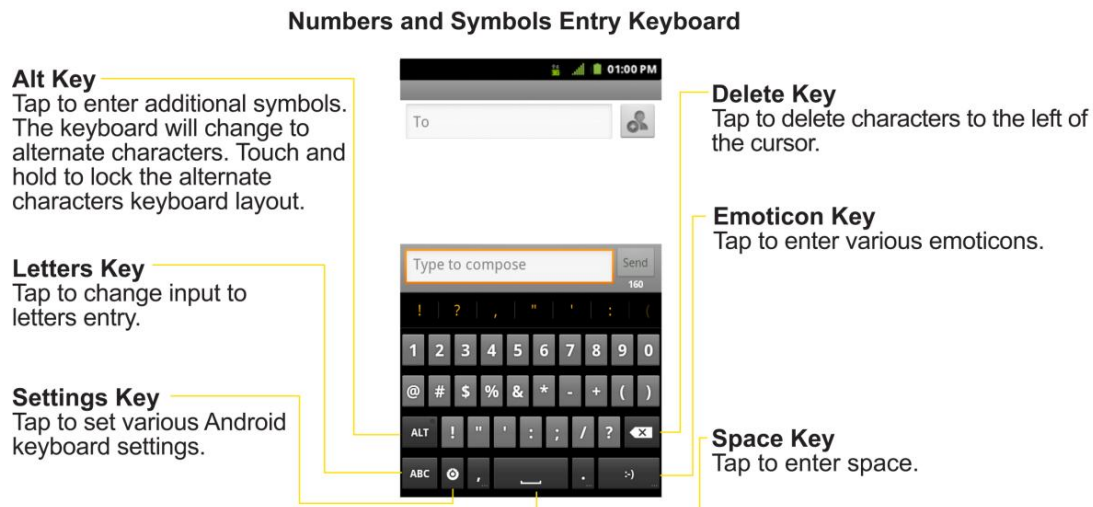 Numbers and Symbols Entry Keyboard
Alt Key
Tap to enter additional symbols.
The keyboard will change to
alternate characters. Touch and
hold to lock the alternate
characters keyboard layout.
Letters Key
Tap to change input to
letters entry.
Settings Key
Tap to set various Android
keyboard settings.
01:00 PM
To
Type to compose
Send
160
! ? , " ' : (
1 2 3 4 5 6 7 8 9 0
@ # $ % & * - + ( )
ALT ! " ' : ; / ?
ABC , . :-)
Delete Key
Tap to delete characters to the left of
the cursor.
Emoticon Key
Tap to enter various emoticons.
Space Key
Tap to enter space.